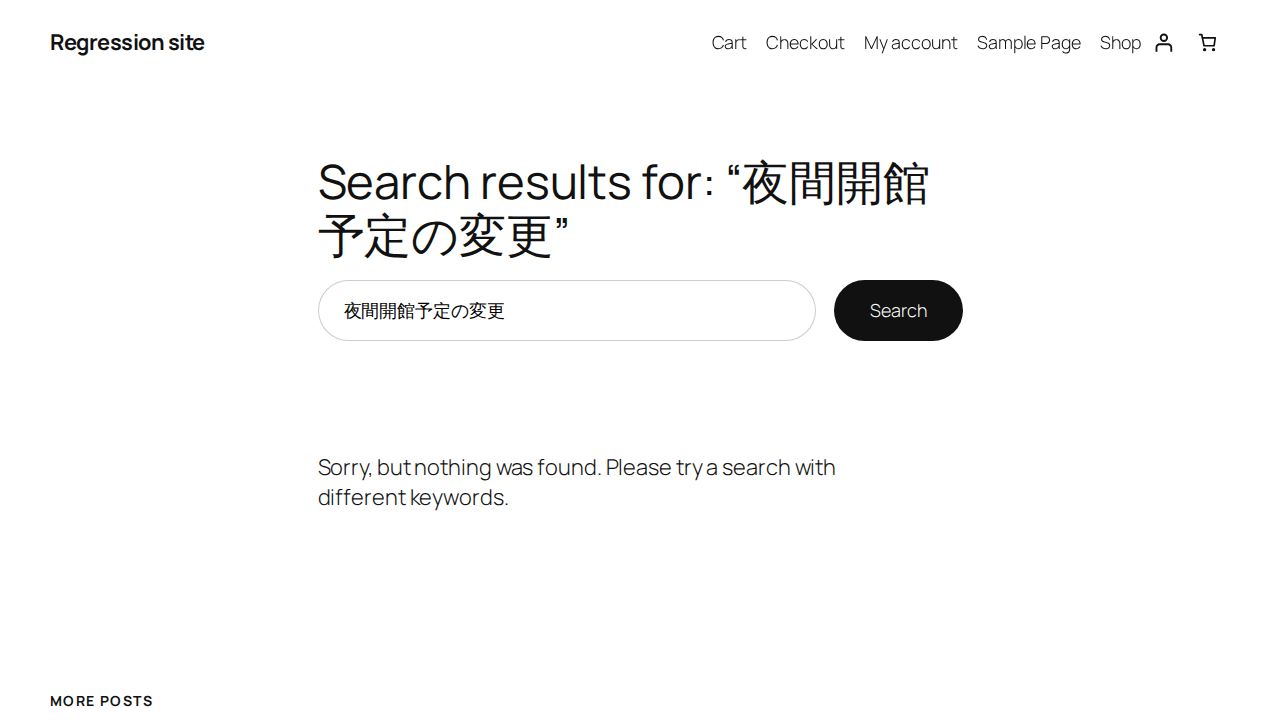 Regression site
Cart
Checkout
My account
Sample Page
Shop
Search results for: “夜間開館
予定の変更”
夜間開館予定の変更
Search
Sorry, but nothing was found. Please try a search with
different keywords.
MORE POSTS